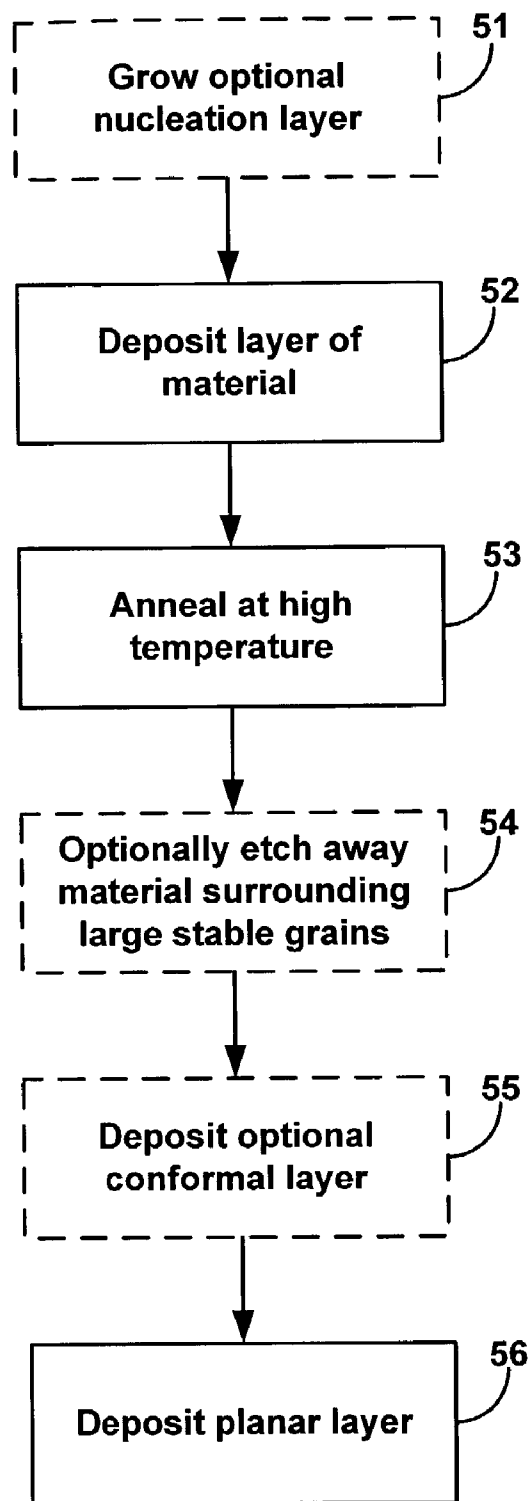 51
Grow optional
nucleation layer
52
Deposit layer of
material
53
Anneal at high
temperature
54
Optionally etch away
material surrounding
large stable grains
55
Deposit optional
conformal layer
56
Deposit planar layer